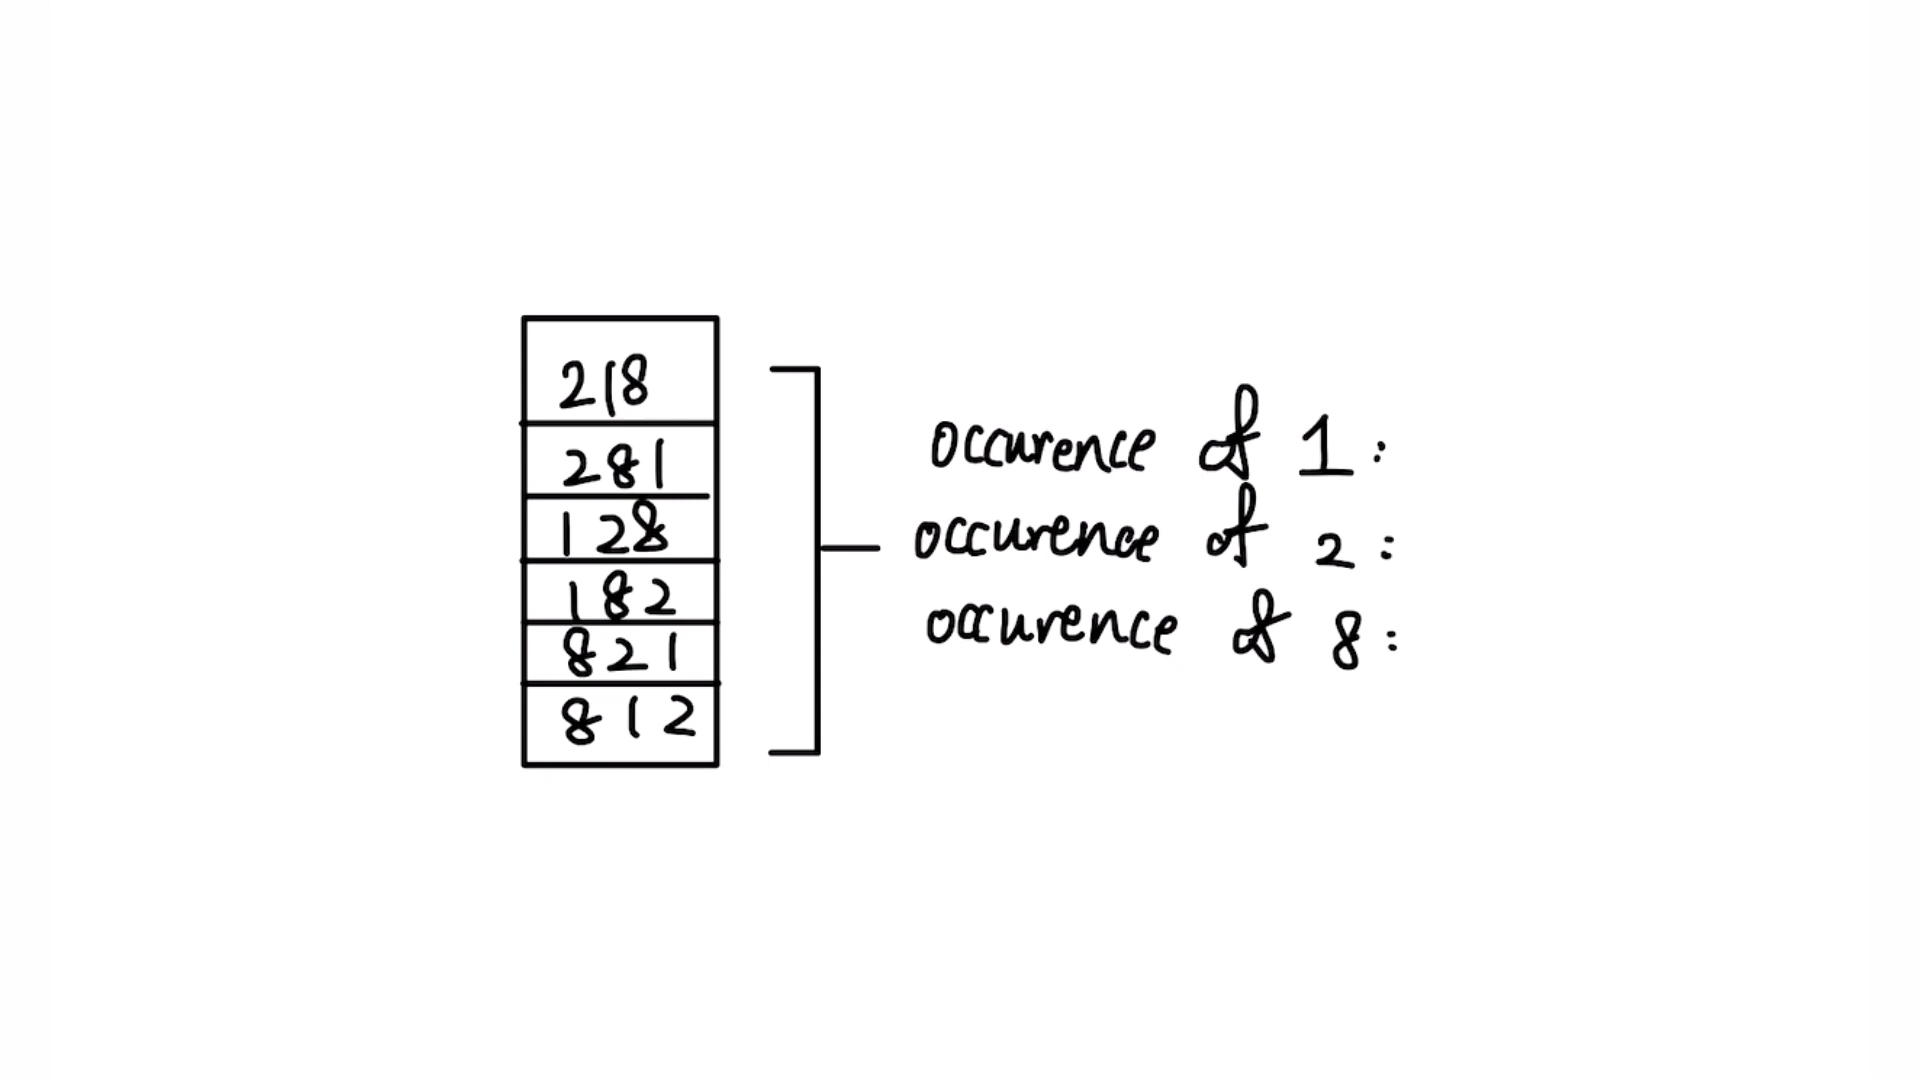 218
281
128
182
821
812
occurence of 1:
occurence of 2:
occurence of 8: